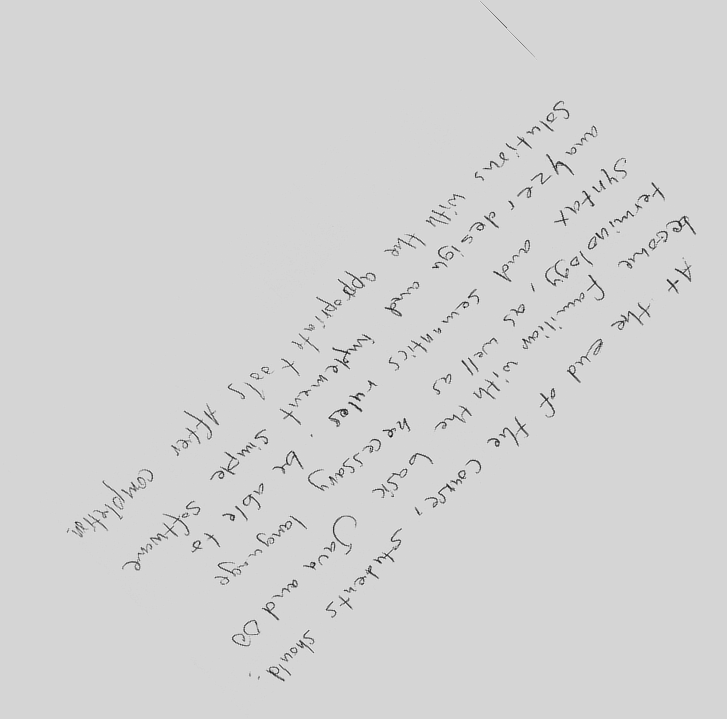 At the end of the course, students should:
become familiar with the basic Java and OO
terminology, as well as necessary language
syntax and semantics rules. be able to
anayzer design and implement simple software
solutions with the appropriate tools After completion: